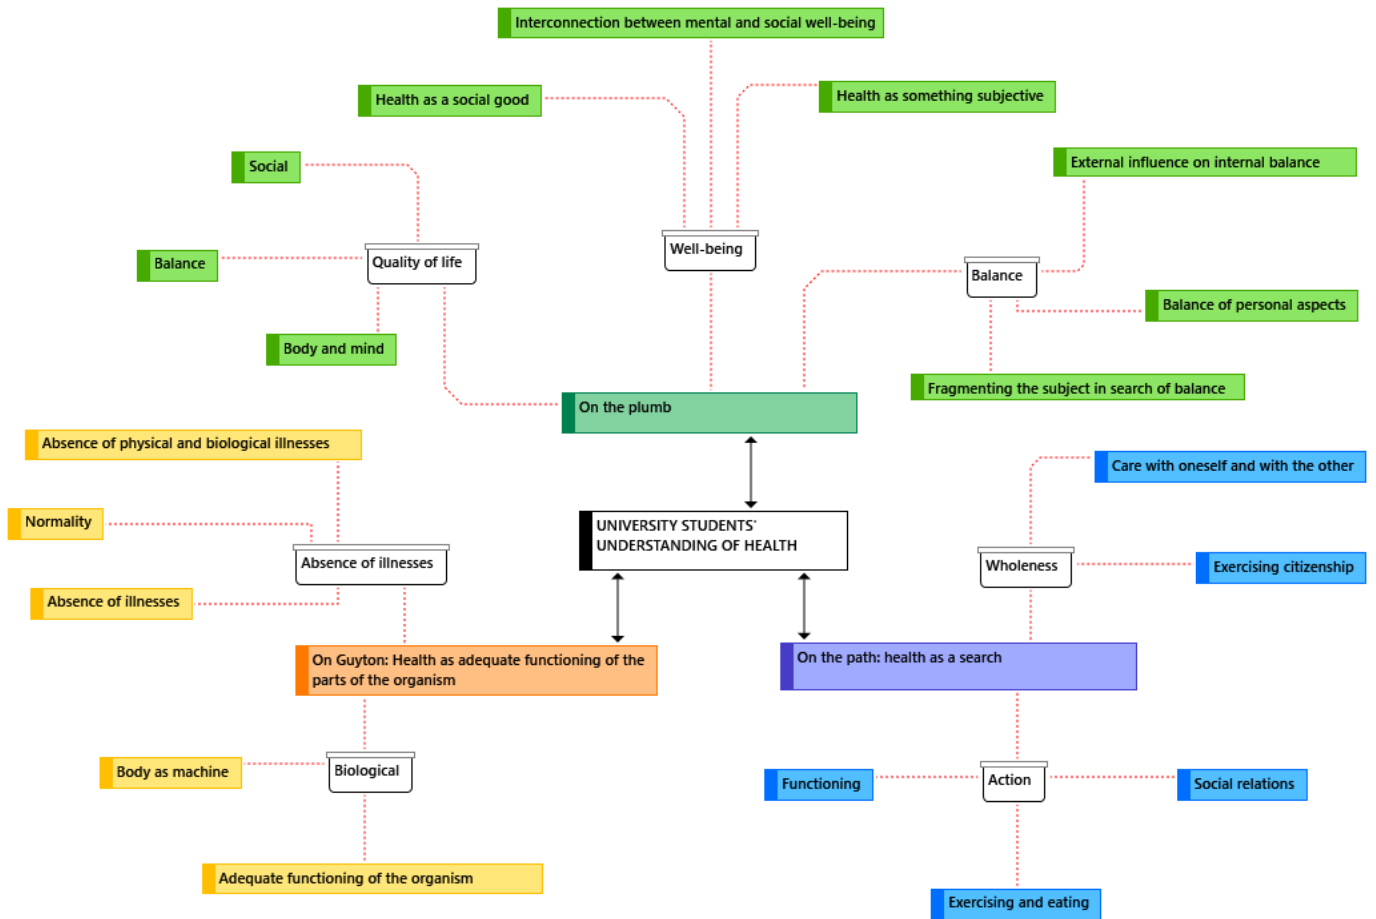 Interconnection between mental and social well-being
Health as a social good
Health as something subjective
Social
External influence on internal balance
Balance
Quality of life
Well-being
Balance
Balance of personal aspects
Body and mind
Fragmenting the subject in search of balance
On the plumb
Absence of physical and biological illnesses
Care with oneself and with the other
Normality
UNIVERSITY STUDENTS'
UNDERSTANDING OF HEALTH
Absence of illnesses
Wholeness
Exercising citizenship
Absence of illnesses
On Guyton: Health as adequate functioning of the
parts of the organism
On the path: health as a search
Body as machine
Biological
Functioning
Action
Social relations
Adequate functioning of the organism
Exercising and eating